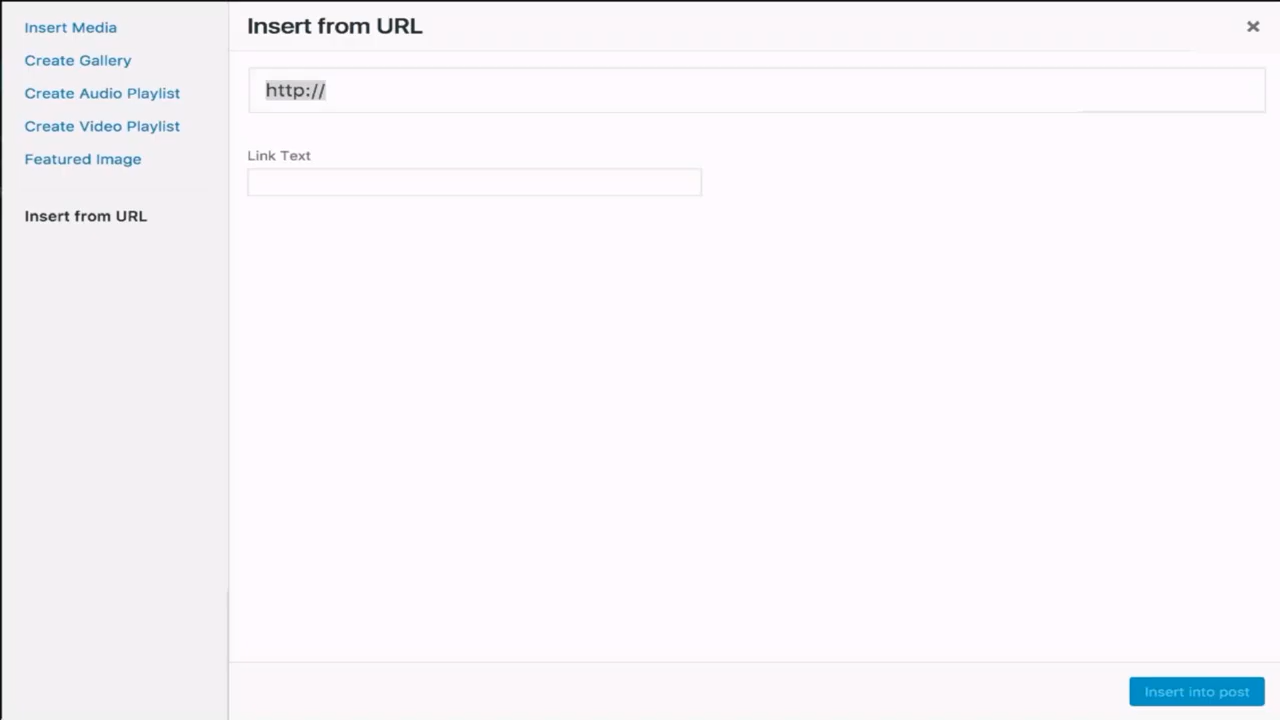 Insert Media
Create Gallery
Create Audio Playlist
Create Video Playlist
Featured Image
Insert from URL
Insert from URL
http://
Link Text
Insert into post